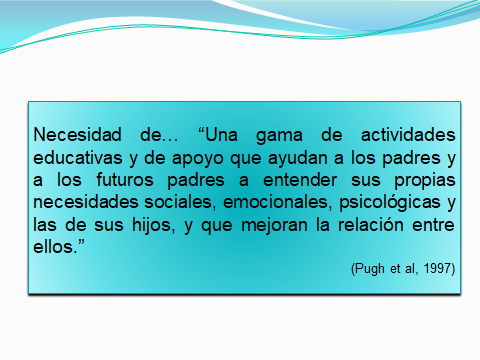 Necesidad de… “Una gama de actividades
educativas y de apoyo que ayudan a los padres y
a los futuros padres a entender sus propias
necesidades sociales, emocionales, psicológicas y
las de sus hijos, y que mejoran la relación entre
ellos.”
(Pugh et al, 1997)